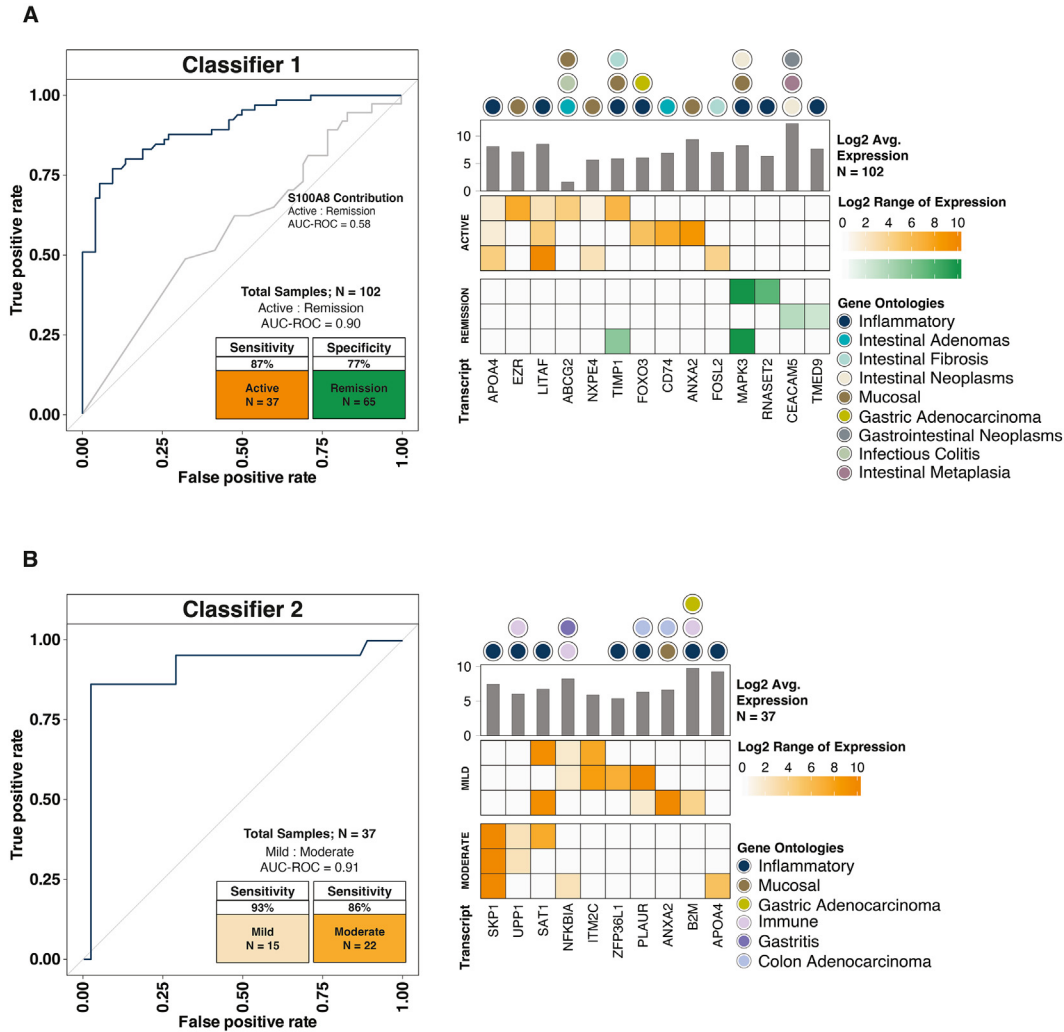 A
Classifier 1
True positive rate
1.00
0.75
0.50
0.25
0.00
S100A8 Contribution
Active : Remission
AUC-ROC = 0.58
Total Samples; N = 102
Active : Remission
AUC-ROC = 0.90
Sensitivity Specificity
87% 77%
Active Remission
N = 37 N = 65
0.00 0.25 0.50 0.75 1.00
False positive rate
10
5
0
Log2 Avg.
Expression
N = 102
ACTIVE
REMISSION
Log2 Range of Expression
0 2 4 6 8 10
Transcript
APOA4
EZR
LITAF
ABCG2
NXPE4
TIMP1
FOXO3
CD74
ANXA2
FOSL2
MAPK3
RNASET2
CEACAM5
TMED9
Gene Ontologies
Inflammatory
Intestinal Adenomas
Intestinal Fibrosis
Intestinal Neoplasms
Mucosal
Gastric Adenocarcinoma
Gastrointestinal Neoplasms
Infectious Colitis
Intestinal Metaplasia
B
Classifier 2
True positive rate
1.00
0.75
0.50
0.25
0.00
Total Samples; N = 37
Mild : Moderate
AUC-ROC = 0.91
Sensitivity Sensitivity
93% 86%
Mild Moderate
N = 15 N = 22
0.00 0.25 0.50 0.75 1.00
False positive rate
10
5
0
Log2 Avg.
Expression
N = 37
MILD
MODERATE
Log2 Range of Expression
0 2 4 6 8 10
Transcript
SKP1
UPP1
SAT1
NFKBIA
ITM2C
ZFP36L1
PLAUR
ANXA2
B2M
APOA4
Gene Ontologies
Inflammatory
Mucosal
Gastric Adenocarcinoma
Immune
Gastritis
Colon Adenocarcinoma